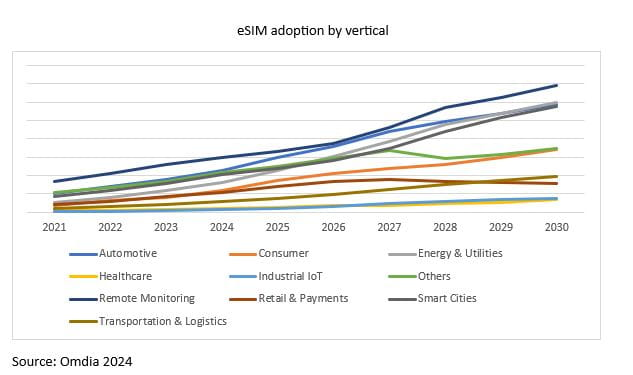 eSIM adoption by vertical
2021 2022 2023 2024 2025 2026 2027 2028 2029 2030
Automotive Consumer Energy & Utilities
Healthcare Industrial IoT Others
Remote Monitoring Retail & Payments Smart Cities
Transportation & Logistics
Source: Omdia 2024